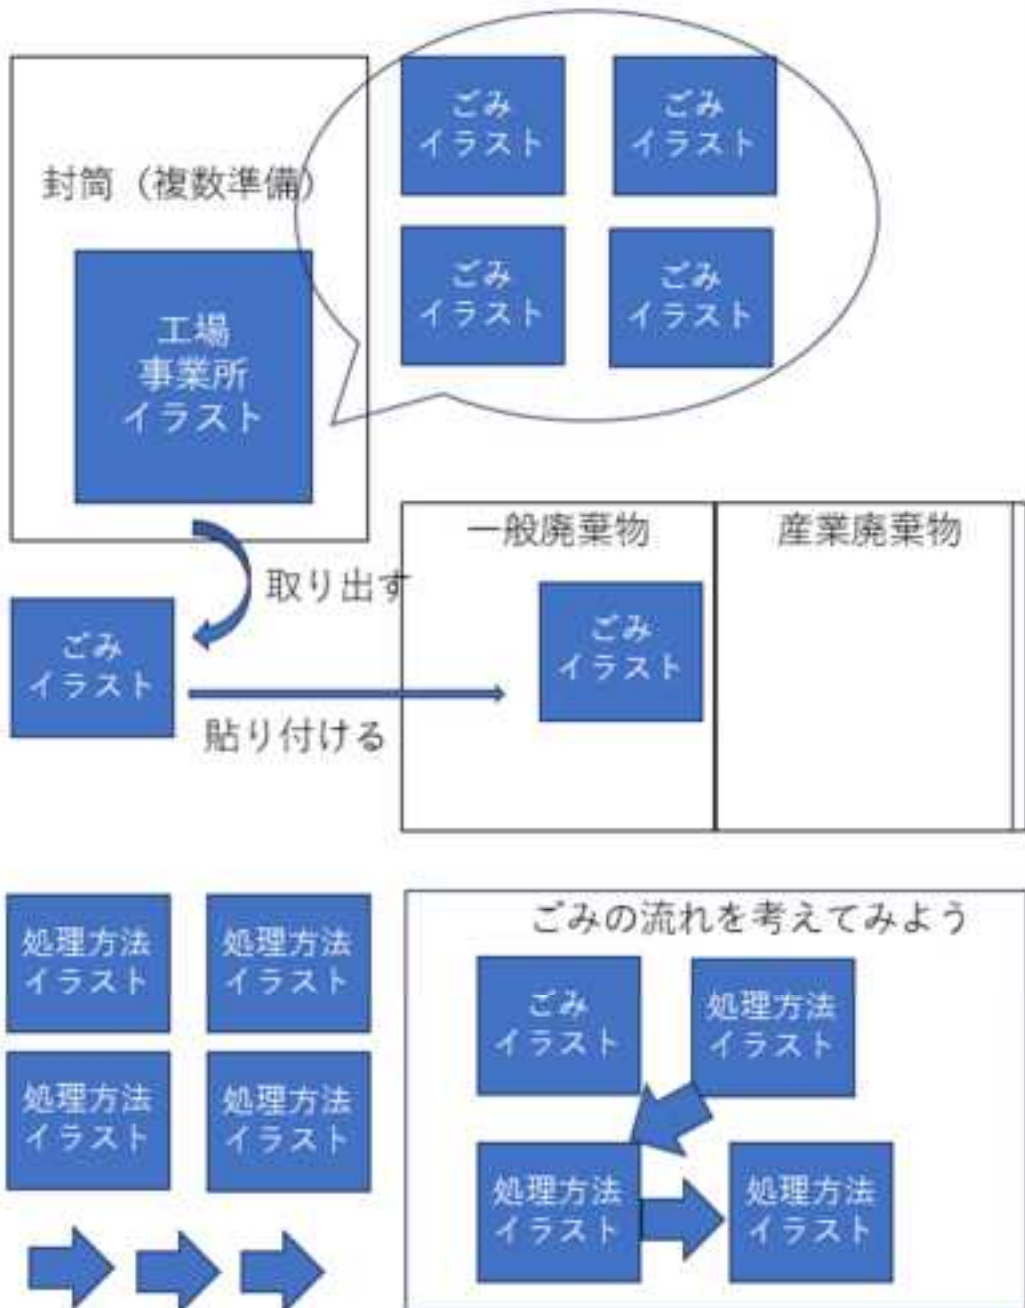 封筒（複数準備）
工場
事業所
イラスト
ごみ
イラスト
ごみ
イラスト
ごみ
イラスト
ごみ
イラスト
取り出す
ごみ
イラスト
貼り付ける
一般廃棄物
産業廃棄物
ごみ
イラスト
処理方法
イラスト
処理方法
イラスト
処理方法
イラスト
処理方法
イラスト
ごみの流れを考えてみよう
ごみ
イラスト
処理方法
イラスト
処理方法
イラスト
処理方法
イラスト